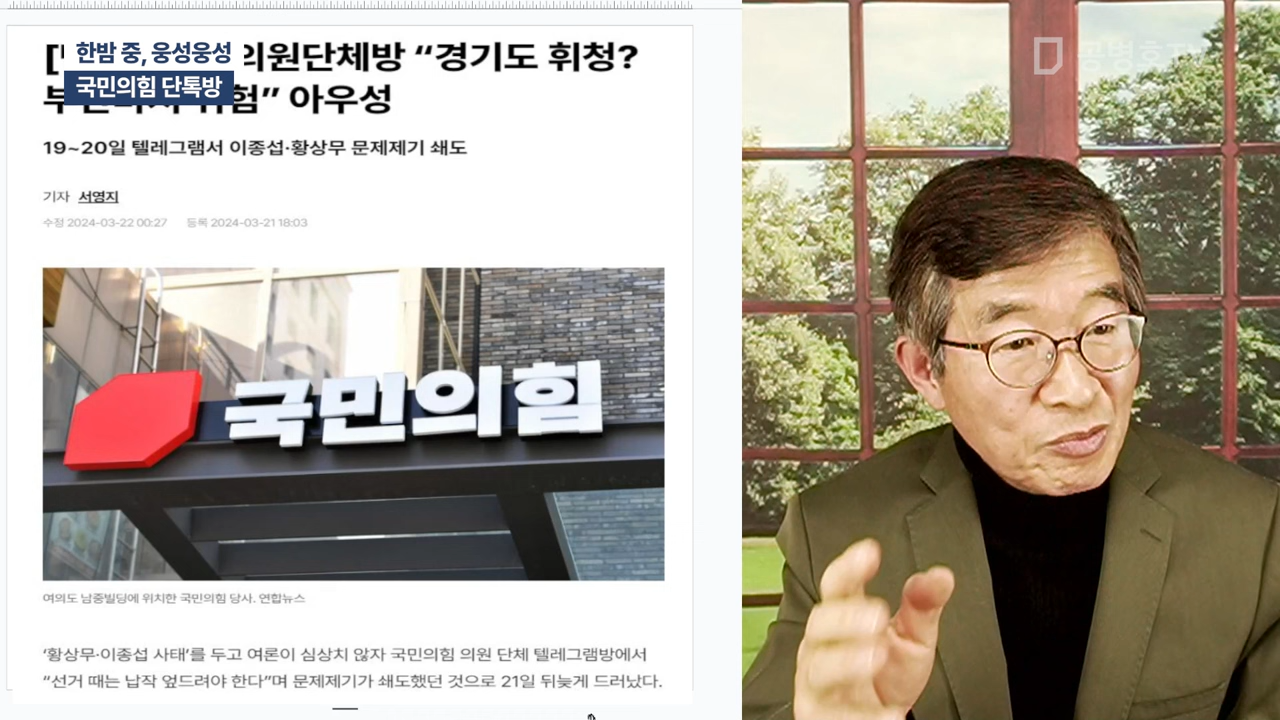 한밤 중, 웅성웅성
국민의힘 단톡방
의원단체방 “경기도 휘청?
아우성
19~20일 텔레그램서 이종섭·황상무 문제제기 쇄도
기자 서영지
수정 2024-03-22 00:27 등록 2024-03-21 18:03
국민의힘
여의도 남중빌딩에 위치한 국민의힘 당사. 연합뉴스
‘황상무·이종섭 사태’를 두고 여론이 심상치 않자 국민의힘 의원 단체 텔레그램방에서
“선거 때는 납작 엎드려야 한다”며 문제제기가 쇄도했던 것으로 21일 뒤늦게 드러났다.
공병호